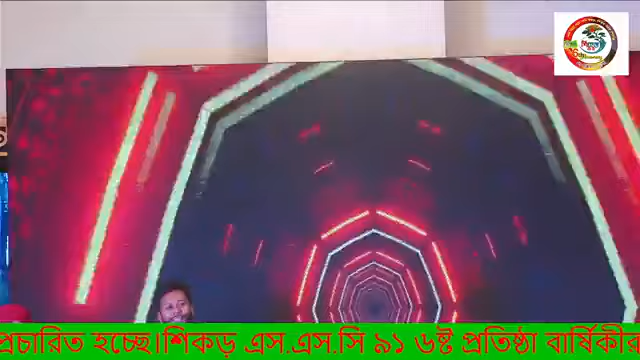 প্রচারিত হচ্ছে।শিকড় এস.এস.সি ৯১ ৬ষ্ট প্রতিষ্ঠা বার্ষিকীর